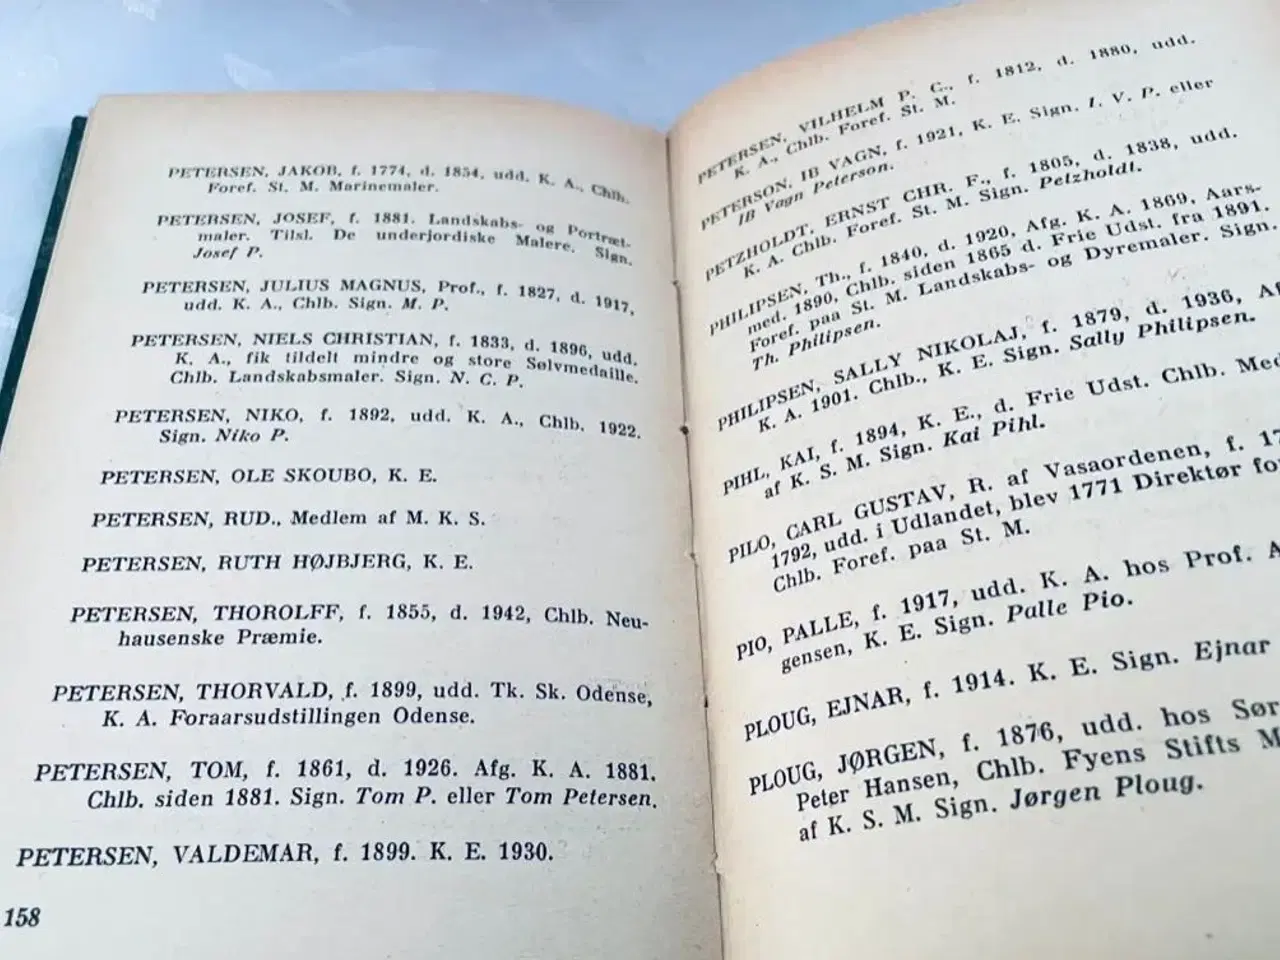 PETERSEN, JAKOB, f. 1774, d. 1854, udd. K. A., Chlb.
Foref. St. M. Marinemaler.
PETERSEN, JOSEF, f. 1881. Landskabs- og Portræt-
maler. Tilsl. De underjordiske Malere. Sign.
Josef P.
PETERSEN, JULIUS MAGNUS, Prof., f. 1827, d. 1917,
udd. K. A., Chlb. Sign. M. P.
PETERSEN, NIELS CHRISTIAN, f. 1833, d. 1896, udd.
K. A., fik tildelt mindre og store Sølvmedaille.
Chlb. Landskabsmaler. Sign. N. C. P.
PETERSEN, NIKO, f. 1892, udd. K. A., Chlb. 1922.
Sign. Niko P.
PETERSEN, OLE SKOUBO, K. E.
PETERSEN, RUD., Medlem af M. K. S.
PETERSEN, RUTH HØJBJERG, K. E.
PETERSEN, THOROLFF, f. 1855, d. 1942, Chlb. Neu-
hausenske Præmie.
PETERSEN, THORVALD, f. 1899, udd. Tk. Sk. Odense,
K. A. Foraarsudstillingen Odense.
PETERSEN, TOM, f. 1861, d. 1926. Afg. K. A. 1881.
Chlb. siden 1881. Sign. Tom P. eller Tom Petersen.
PETERSEN, VALDEMAR, f. 1899. K. E. 1930.
158
PETERSEN, VILHELM P. C., f. 1812, d. 1880, udd.
K. A., Chlb. Foref. St. M.
PETERSON, IB VAGN, f. 1921, K. E. Sign. I. V. P. eller
IB Vagn Peterson.
PETZHOLDT, ERNST CHR. F., f. 1805, d. 1838, udd.
K. A. Chlb. Foref. St. M. Sign. Petzholdt.
PHILIPSEN, Th., f. 1840, d. 1920, Afg. K. A. 1869, Aars-
med. 1890, Chlb. siden 1865 d. Frie Udst. fra 1891.
Foref. paa St. M. Landskabs- og Dyremaler. Sign.
Th. Philipsen.
PHILIPSEN, SALLY NIKOLAJ, f. 1879, d. 1936, Af
K. A. 1901. Chlb., K. E. Sign. Sally Philipsen.
PIHL, KAI, f. 1894, K. E., d. Frie Udst. Chlb. Med
af K. S. M. Sign. Kai Pihl.
PILO, CARL GUSTAV, R. af Vasaordenen, f. 17
1792, udd. i Udlandet, blev 1771 Direktør fo
Chlb. Foref. paa St. M.
PIO, PALLE, f. 1917, udd. K. A. hos Prof. A
gensen, K. E. Sign. Palle Pio.
PLOUG, EJNAR, f. 1914. K. E. Sign. Ejnar
PLOUG, JØRGEN, f. 1876, udd. hos Sør
Peter Hansen, Chlb. Fyens Stifts M
af K. S. M. Sign. Jørgen Ploug.